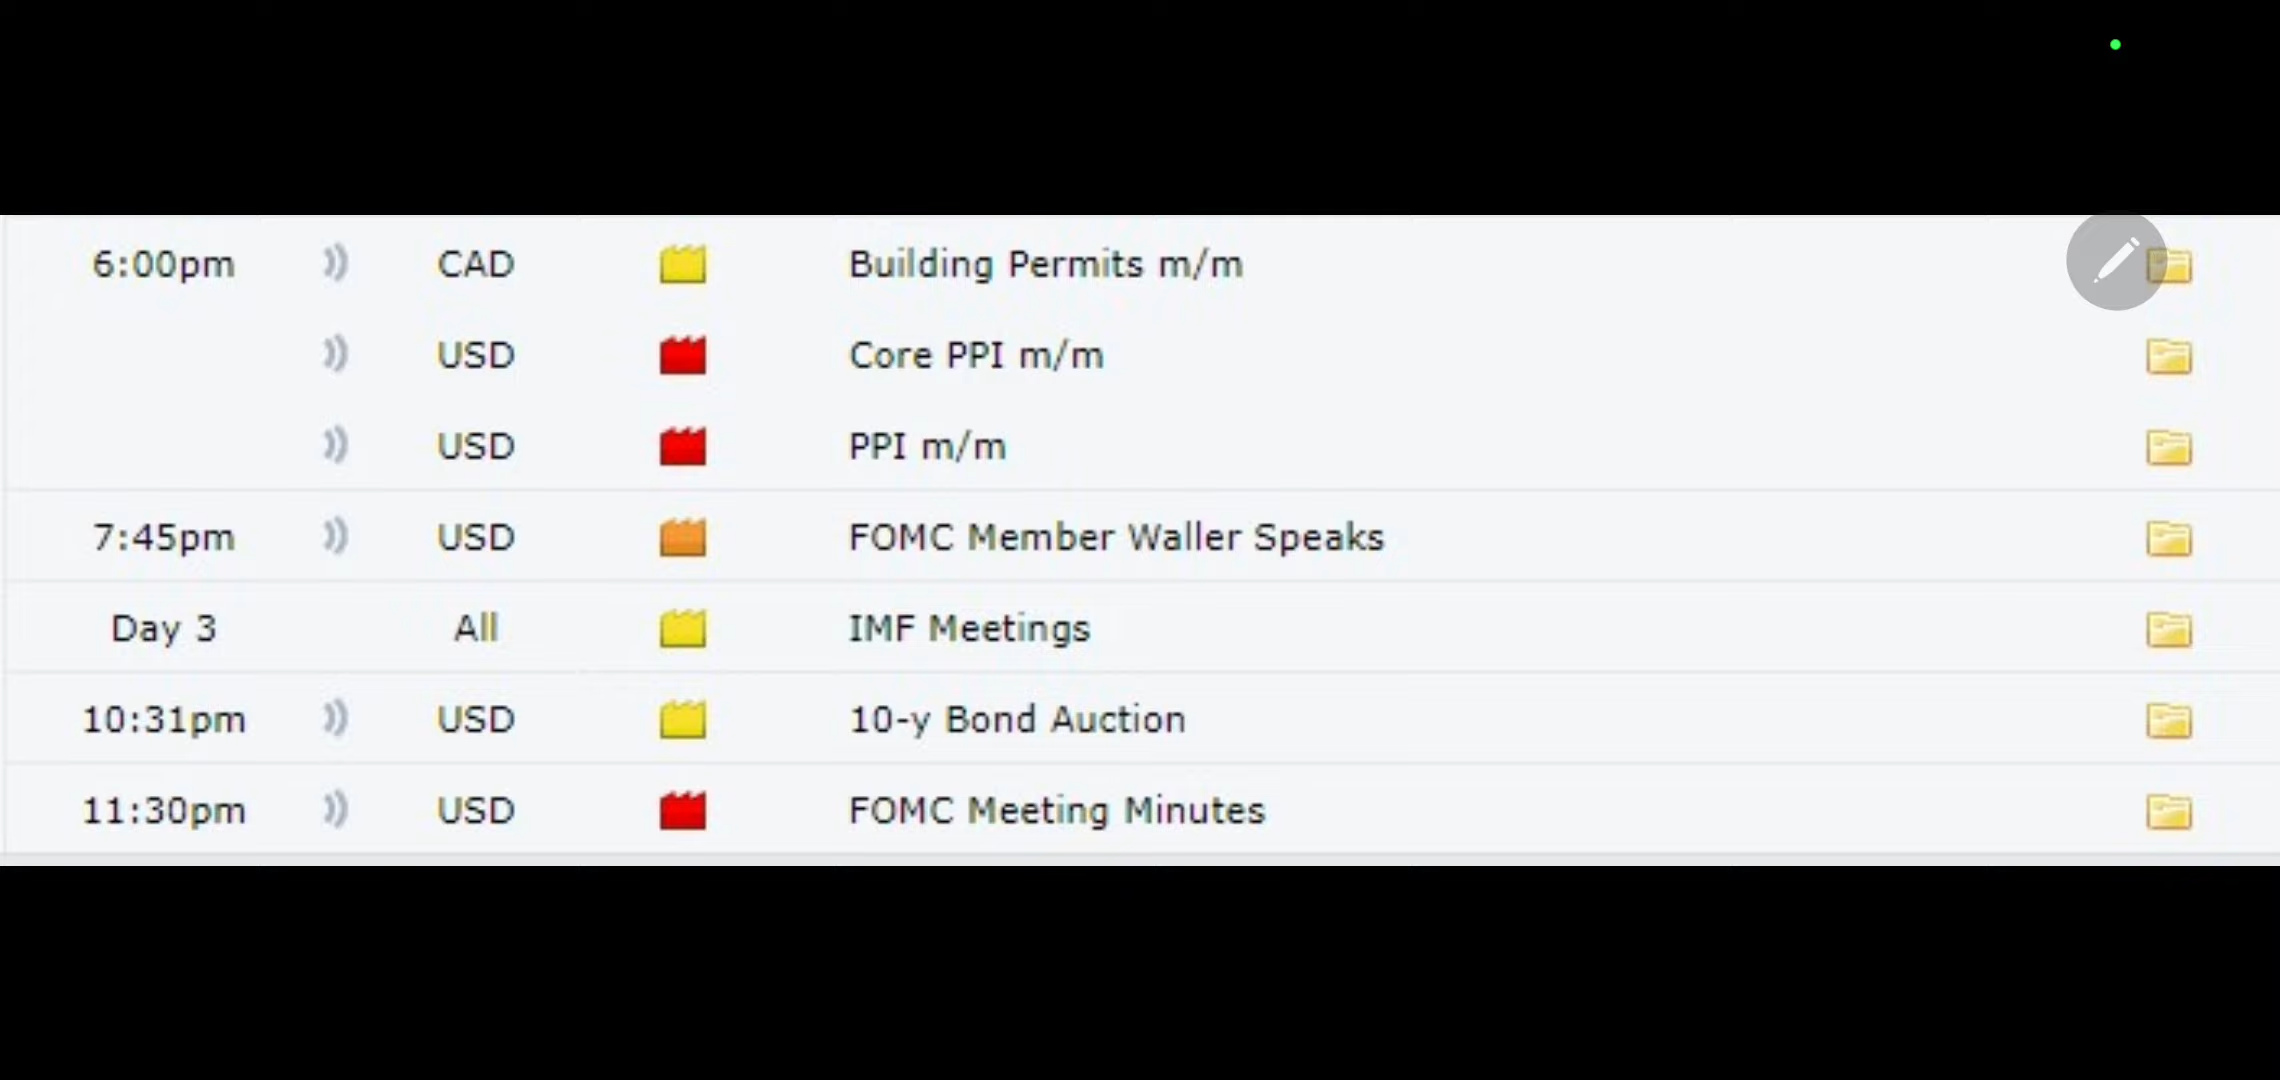 6:00pm CAD Building Permits m/m
USD Core PPI m/m
USD PPI m/m
7:45pm USD FOMC Member Waller Speaks
Day 3 All IMF Meetings
10:31pm USD 10-y Bond Auction
11:30pm USD FOMC Meeting Minutes